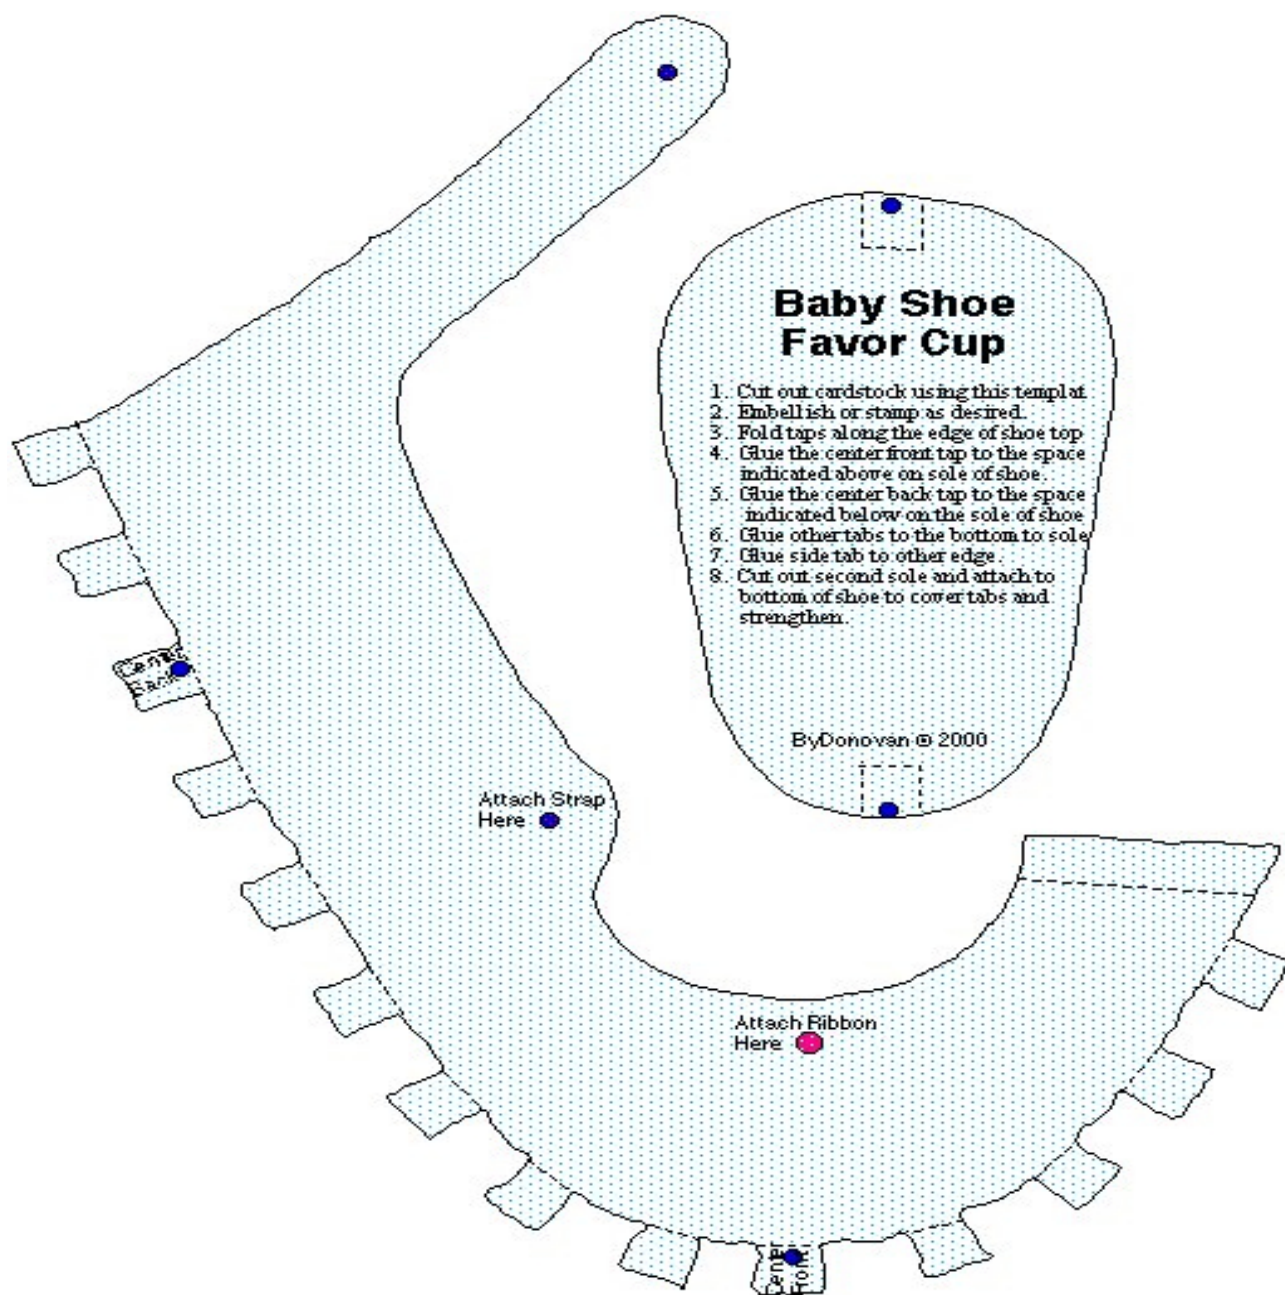 Baby Shoe
Favor Cup
1. Cut out cardstock using this templat
2. Embellish or stamp as desired.
3. Fold taps along the edge of shoe top
4. Glue the center front tap to the space
indicated above on sole of shoe.
5. Glue the center back tap to the space
indicated below on the sole of shoe
6. Glue other tabs to the bottom to sole
7. Glue side tab to other edge.
8. Cut out second sole and attach to
bottom of shoe to cover tabs and
strengthen.
ByDonovan © 2000
Center
Back
Attach Strap
Here
Attach Ribbon
Here
Center
Front